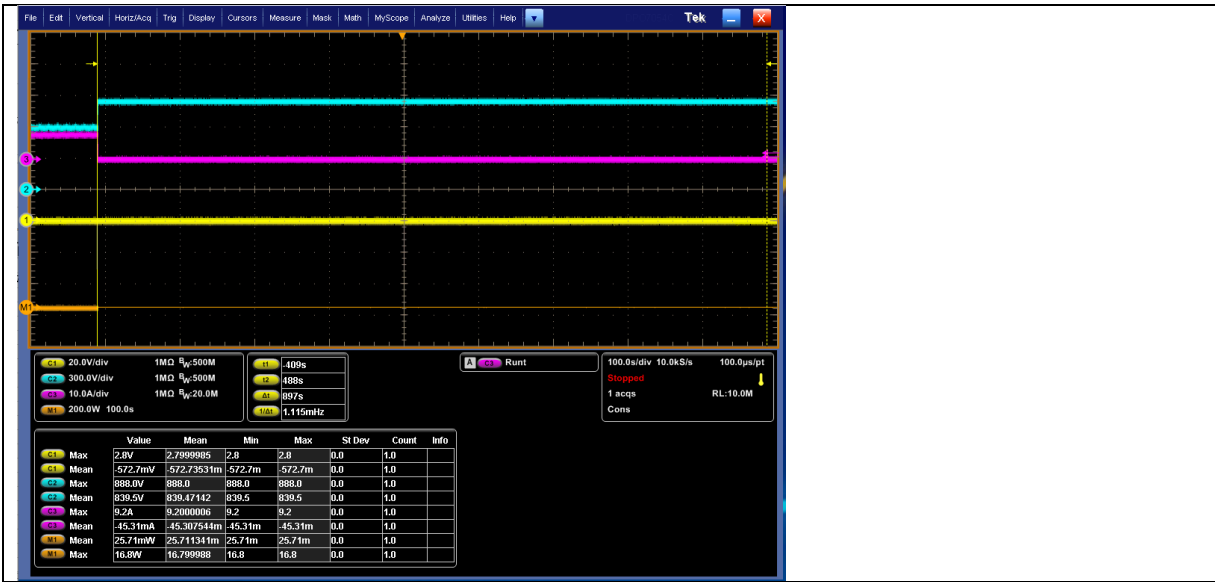 File Edit Vertical Horiz/Acq Trig Display Cursors Measure Mask Math MyScope Analyze Utilities Help Tek
3
2
1
M1
C1 20.0V/div 1MΩ BW:500M
C2 300.0V/div 1MΩ BW:500M
C3 10.0A/div 1MΩ BW:20.0M
M1 200.0W 100.0s
t1 -409s
t2 488s
Δt 897s
1/Δt 1.115mHz
A C3 Runt
100.0s/div 10.0kS/s 100.0µs/pt
Stopped
1 acqs RL:10.0M
Cons
Value Mean Min Max St Dev Count Info
C1 Max 2.8V 2.7999985 2.8 2.8 0.0 1.0
C1 Mean -572.7mV -572.73531m -572.7m -572.7m 0.0 1.0
C2 Max 888.0V 888.0 888.0 888.0 0.0 1.0
C2 Mean 839.5V 839.47142 839.5 839.5 0.0 1.0
C3 Max 9.2A 9.2000006 9.2 9.2 0.0 1.0
C3 Mean -45.31mA -45.307544m -45.31m -45.31m 0.0 1.0
M1 Mean 25.71mW 25.711341m 25.71m 25.71m 0.0 1.0
M1 Max 16.8W 16.799988 16.8 16.8 0.0 1.0